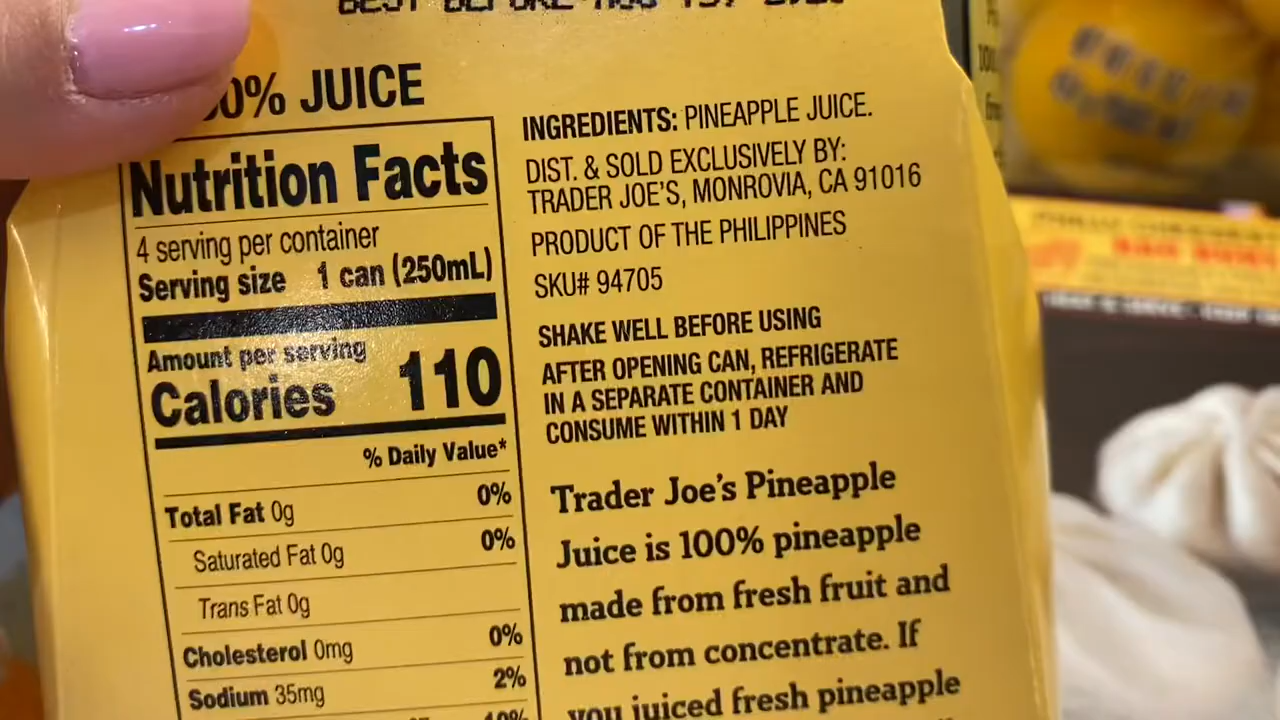 BEST BEFORE
0% JUICE
Nutrition Facts
4 serving per container
Serving size 1 can (250mL)
Amount per serving
Calories 110
% Daily Value*
Total Fat 0g 0%
Saturated Fat 0g 0%
Trans Fat 0g
Cholesterol 0mg 0%
Sodium 35mg 2%
INGREDIENTS: PINEAPPLE JUICE.
DIST. & SOLD EXCLUSIVELY BY:
TRADER JOE'S, MONROVIA, CA 91016
PRODUCT OF THE PHILIPPINES
SKU# 94705
SHAKE WELL BEFORE USING
AFTER OPENING CAN, REFRIGERATE
IN A SEPARATE CONTAINER AND
CONSUME WITHIN 1 DAY
Trader Joe's Pineapple
Juice is 100% pineapple
made from fresh fruit and
not from concentrate. If
you juiced fresh pineapple